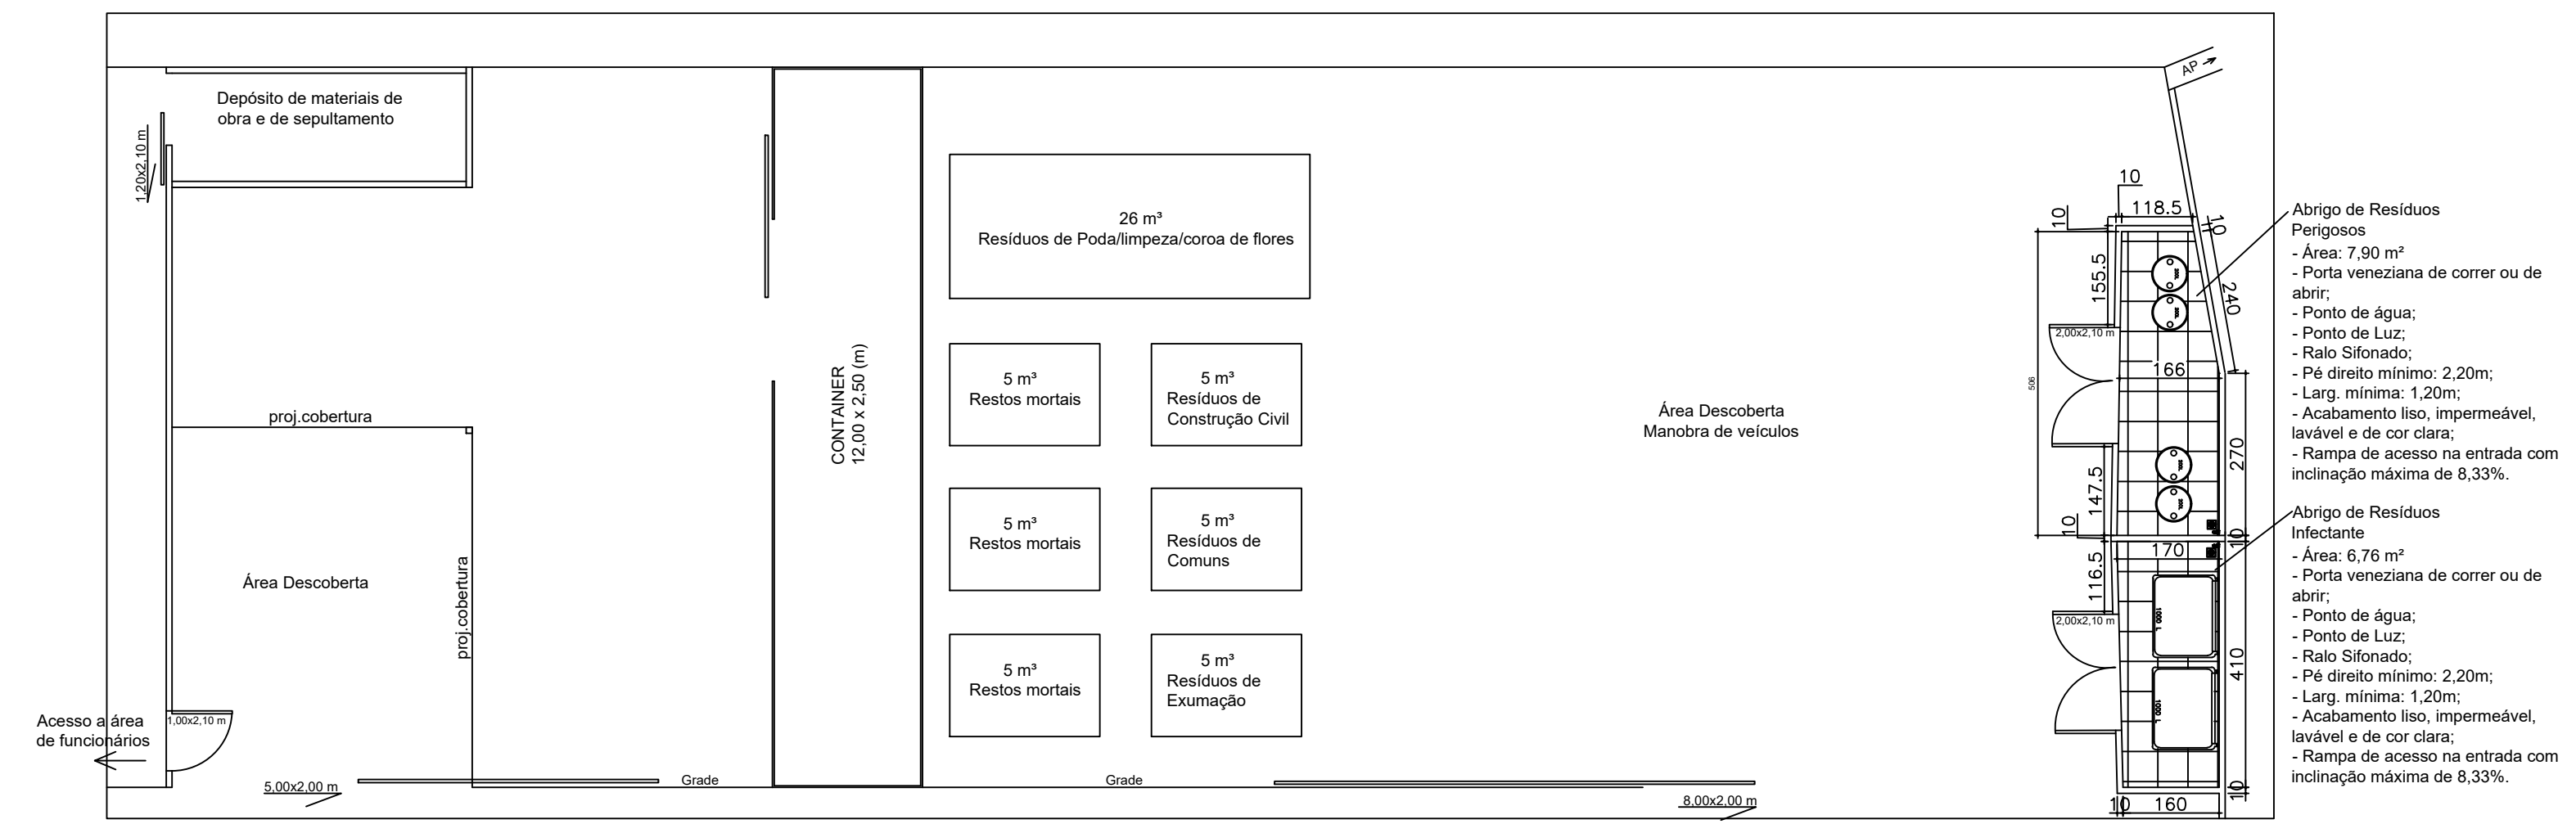 Depósito de materiais de
obra e de sepultamento
1,20x2,10 m
proj.cobertura
proj.cobertura
Área Descoberta
Acesso a área
de funcionários
1,00x2,10 m
5,00x2,00 m
Grade
CONTAINER
12,00 x 2,50 (m)
26 m³
Resíduos de Poda/limpeza/coroa de flores
5 m³
Restos mortais
5 m³
Resíduos de
Construção Civil
5 m³
Restos mortais
5 m³
Resíduos de
Comuns
5 m³
Restos mortais
5 m³
Resíduos de
Exumação
Grade
8,00x2,00 m
Área Descoberta
Manobra de veículos
AP
10
118.5
10
10
155.5
240
2,00x2,10 m
166
506
270
147.5
10
10
170
116.5
2,00x2,10 m
1000 L
410
1000 L
10
10
160
Abrigo de Resíduos
Perigosos
- Área: 7,90 m²
- Porta veneziana de correr ou de
abrir;
- Ponto de água;
- Ponto de Luz;
- Ralo Sifonado;
- Pé direito mínimo: 2,20m;
- Larg. mínima: 1,20m;
- Acabamento liso, impermeável,
lavável e de cor clara;
- Rampa de acesso na entrada com
inclinação máxima de 8,33%.
Abrigo de Resíduos
Infectante
- Área: 6,76 m²
- Porta veneziana de correr ou de
abrir;
- Ponto de água;
- Ponto de Luz;
- Ralo Sifonado;
- Pé direito mínimo: 2,20m;
- Larg. mínima: 1,20m;
- Acabamento liso, impermeável,
lavável e de cor clara;
- Rampa de acesso na entrada com
inclinação máxima de 8,33%.